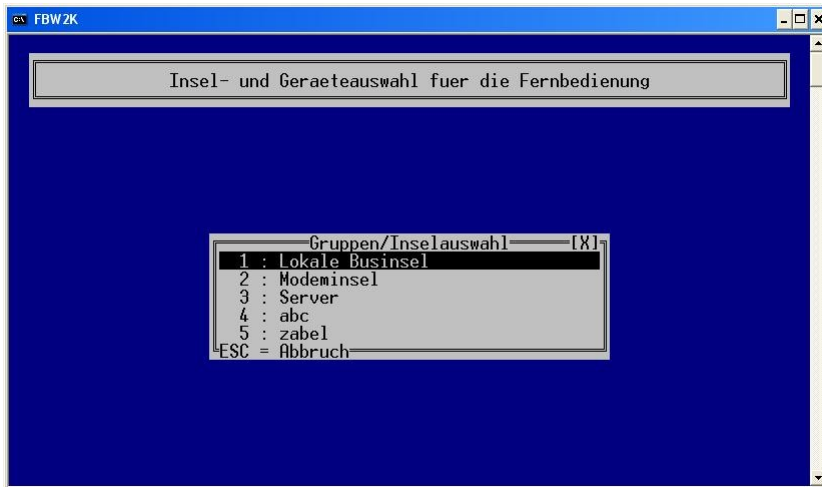 FBW2K
Insel- und Geraeteauswahl fuer die Fernbedienung
Gruppen/Inselauswahl [X]
1 : Lokale Businsel
2 : Modeminsel
3 : Server
4 : abc
5 : zabel
ESC = Abbruch